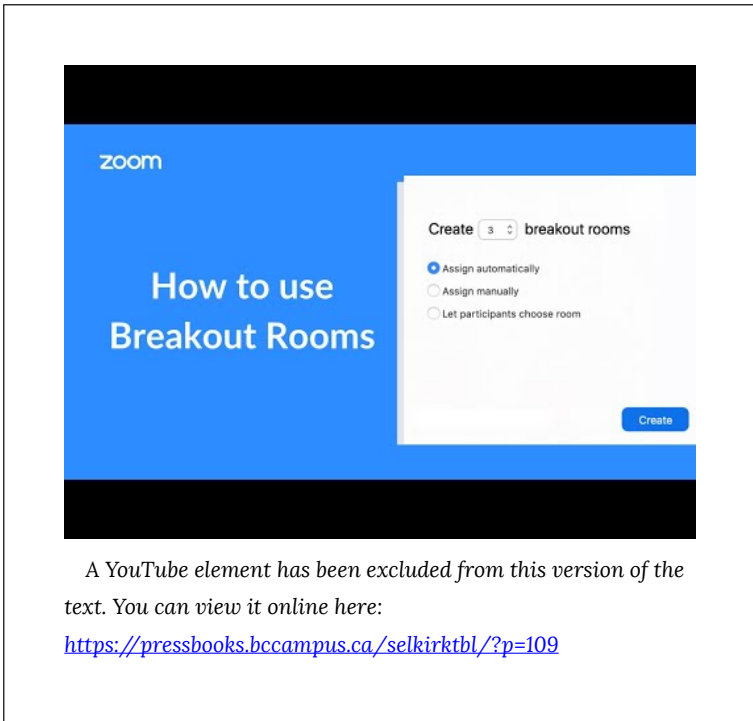 zoom
How to use
Breakout Rooms
Create 3 breakout rooms
Assign automatically
Assign manually
Let participants choose room
Create
A YouTube element has been excluded from this version of the
text. You can view it online here:
https://pressbooks.bccampus.ca/selkirktbl/?p=109